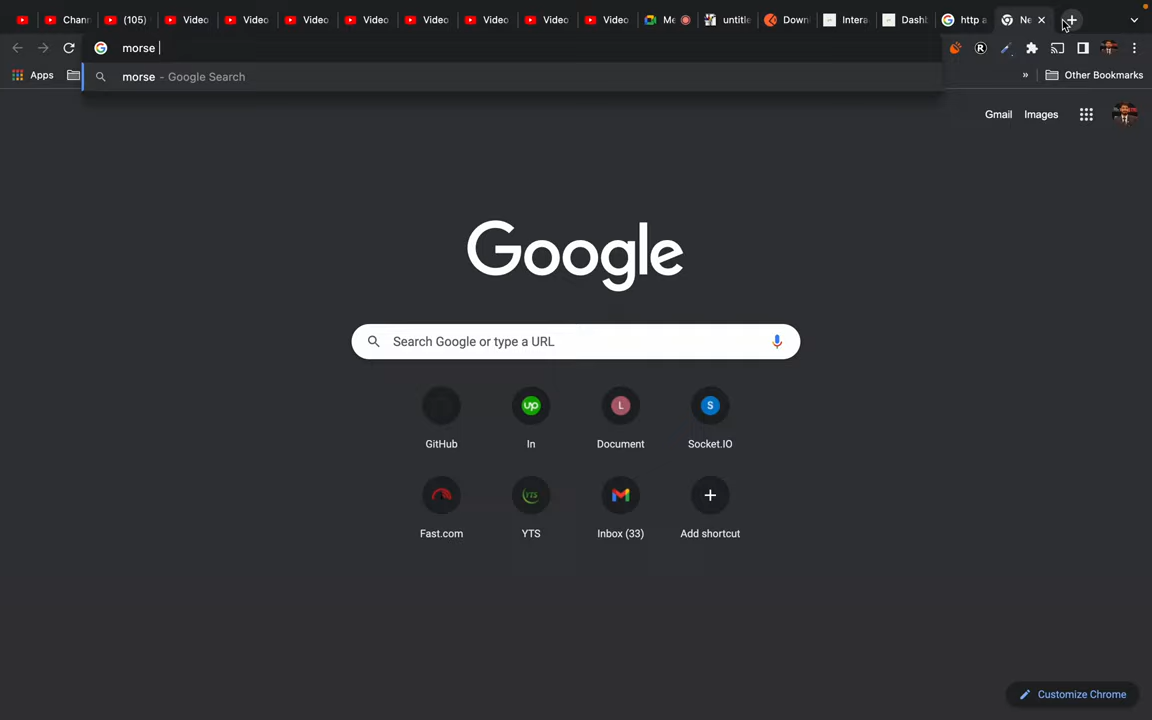 Chann (105) Video Video Video Video Video Video Video Video M untitle Down Intera Dashb http a Ne
morse
Apps Other Bookmarks
morse - Google Search
Gmail Images
Google
Search Google or type a URL
GitHub In Document Socket.IO
Fast.com YTS Inbox (33) Add shortcut
Customize Chrome